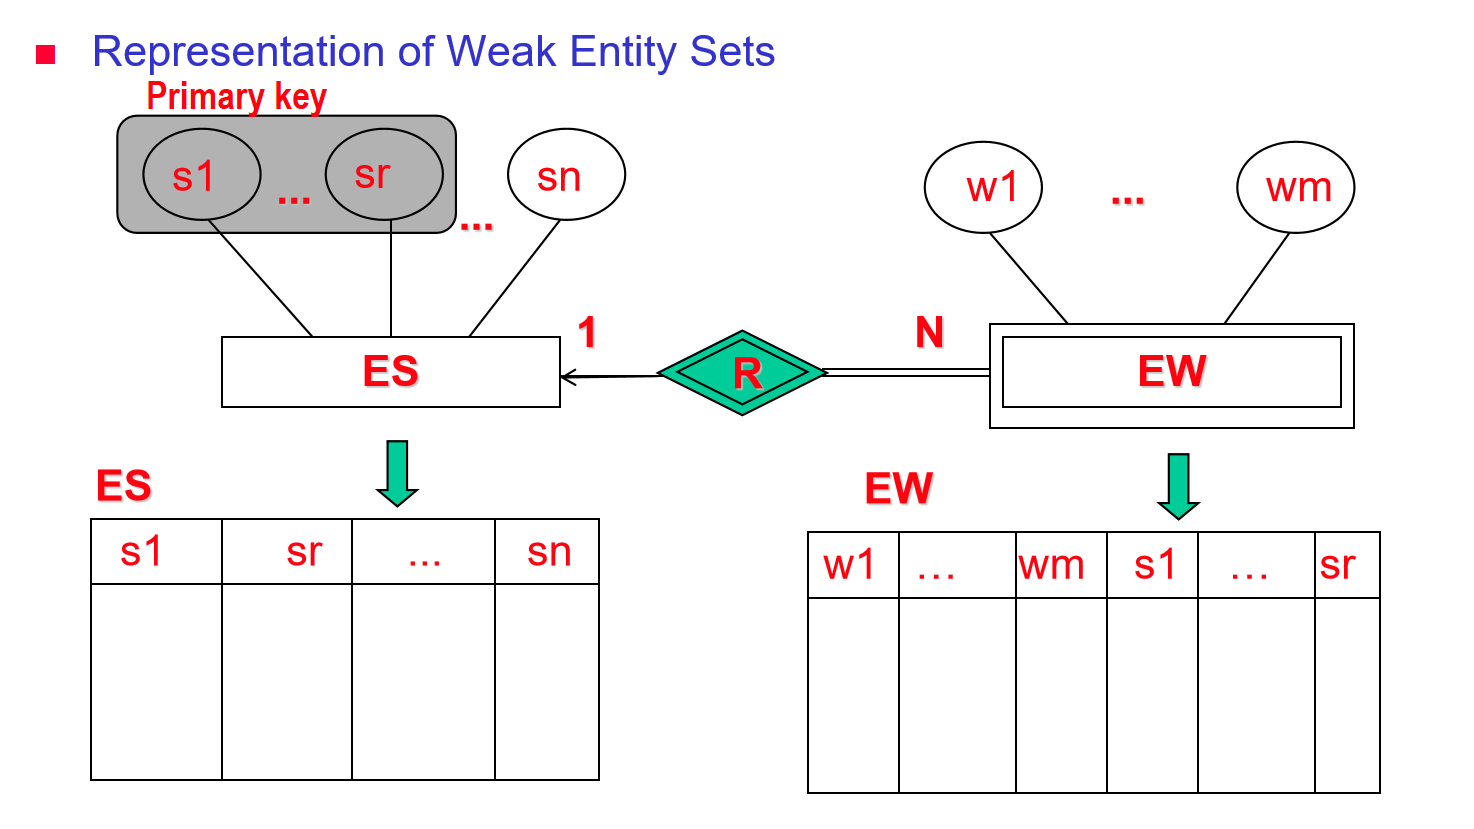 Representation of Weak Entity Sets
Primary key
s1 ... sr ... sn
w1 ... wm
1 N
ES R EW
ES
s1 sr ... sn
EW
w1 ... wm s1 ... sr